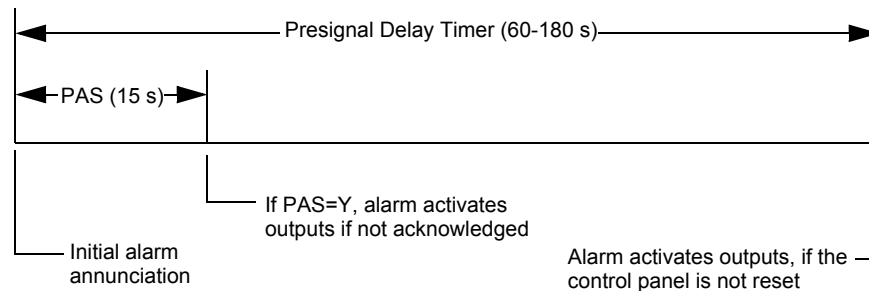 Presignal Delay Timer (60-180 s)
PAS (15 s)
If PAS=Y, alarm activates
outputs if not acknowledged
Initial alarm
annunciation
Alarm activates outputs, if the
control panel is not reset